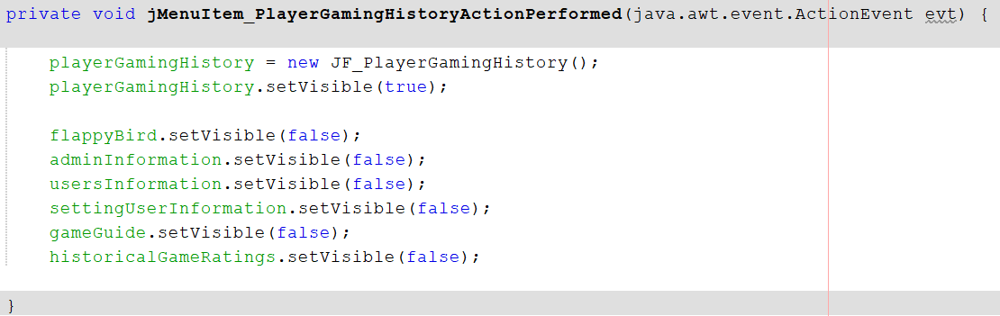 private void jMenuItem_PlayerGamingHistoryActionPerformed(java.awt.event.ActionEvent evt) {
playerGamingHistory = new JF_PlayerGamingHistory();
playerGamingHistory.setVisible(true);
flappyBird.setVisible(false);
adminInformation.setVisible(false);
usersInformation.setVisible(false);
settingUserInformation.setVisible(false);
gameGuide.setVisible(false);
historicalGameRatings.setVisible(false);
}